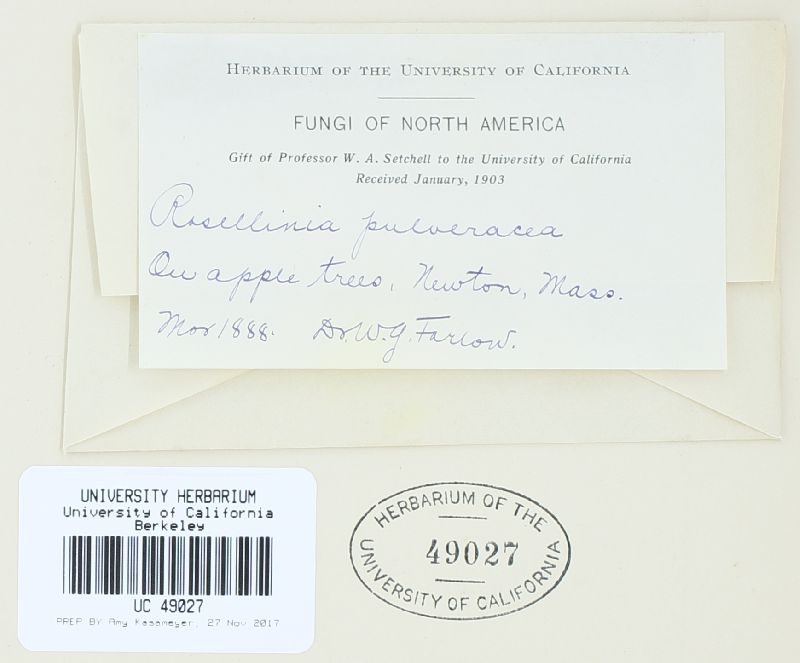 HERBARIUM OF THE UNIVERSITY OF CALIFORNIA
FUNGI OF NORTH AMERICA
Gift of Professor W. A. Setchell to the University of California
Received January, 1903
Rosellinia pulveracea
On apple trees, Newton, Mass.
Mar 1888. Dr. W. G. Farlow.
UNIVERSITY HERBARIUM
University of California
Berkeley
UC 49027
PREP BY Amy Kasameyer, 27 Nov 2017
HERBARIUM OF THE
49027
UNIVERSITY OF CALIFORNIA